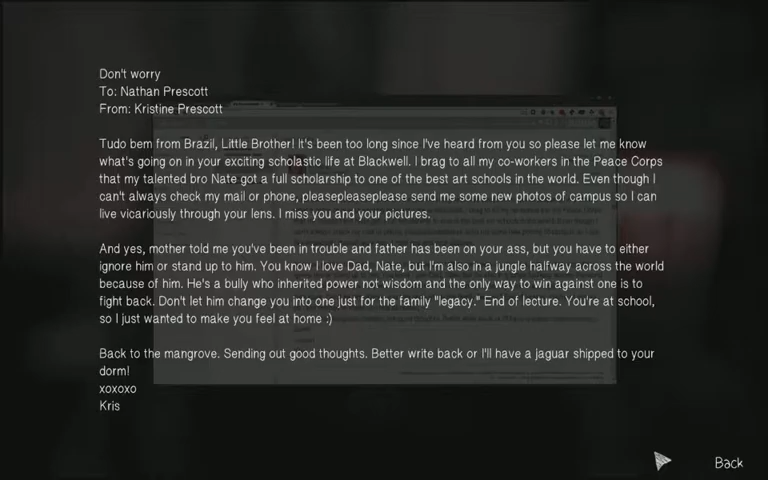 Don't worry
To: Nathan Prescott
From: Kristine Prescott
Tudo bem from Brazil, Little Brother! It's been too long since I've heard from you so please let me know
what's going on in your exciting scholastic life at Blackwell. I brag to all my co-workers in the Peace Corps
that my talented bro Nate got a full scholarship to one of the best art schools in the world. Even though I
can't always check my mail or phone, pleasepleaseplease send me some new photos of campus so I can
live vicariously through your lens. I miss you and your pictures.
And yes, mother told me you've been in trouble and father has been on your ass, but you have to either
ignore him or stand up to him. You know I love Dad, Nate, but I'm also in a jungle halfway across the world
because of him. He's a bully who inherited power not wisdom and the only way to win against one is to
fight back. Don't let him change you into one just for the family "legacy." End of lecture. You're at school,
so I just wanted to make you feel at home :)
Back to the mangrove. Sending out good thoughts. Better write back or I'll have a jaguar shipped to your
dorm!
xoxoxo
Kris
Back